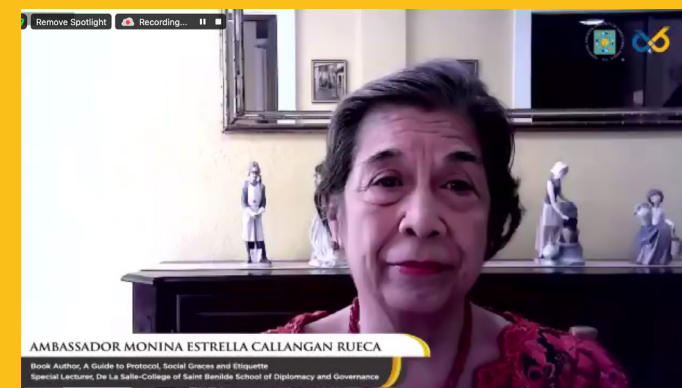 Remove Spotlight
Recording...
AMBASSADOR MONINA ESTRELLA CALLANGAN RUECA
Book Author, A Guide to Protocol, Social Graces and Etiquette
Special Lecturer, De La Salle-College of Saint Benilde School of Diplomacy and Governance